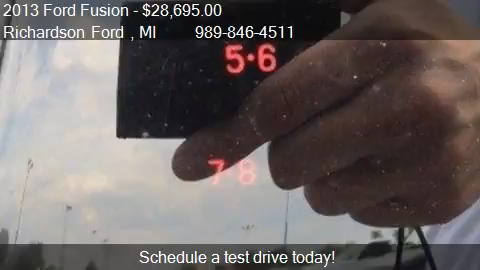 2013 Ford Fusion - $28,695.00
Richardson Ford , MI 989-846-4511
5·6
7·8
Schedule a test drive today!